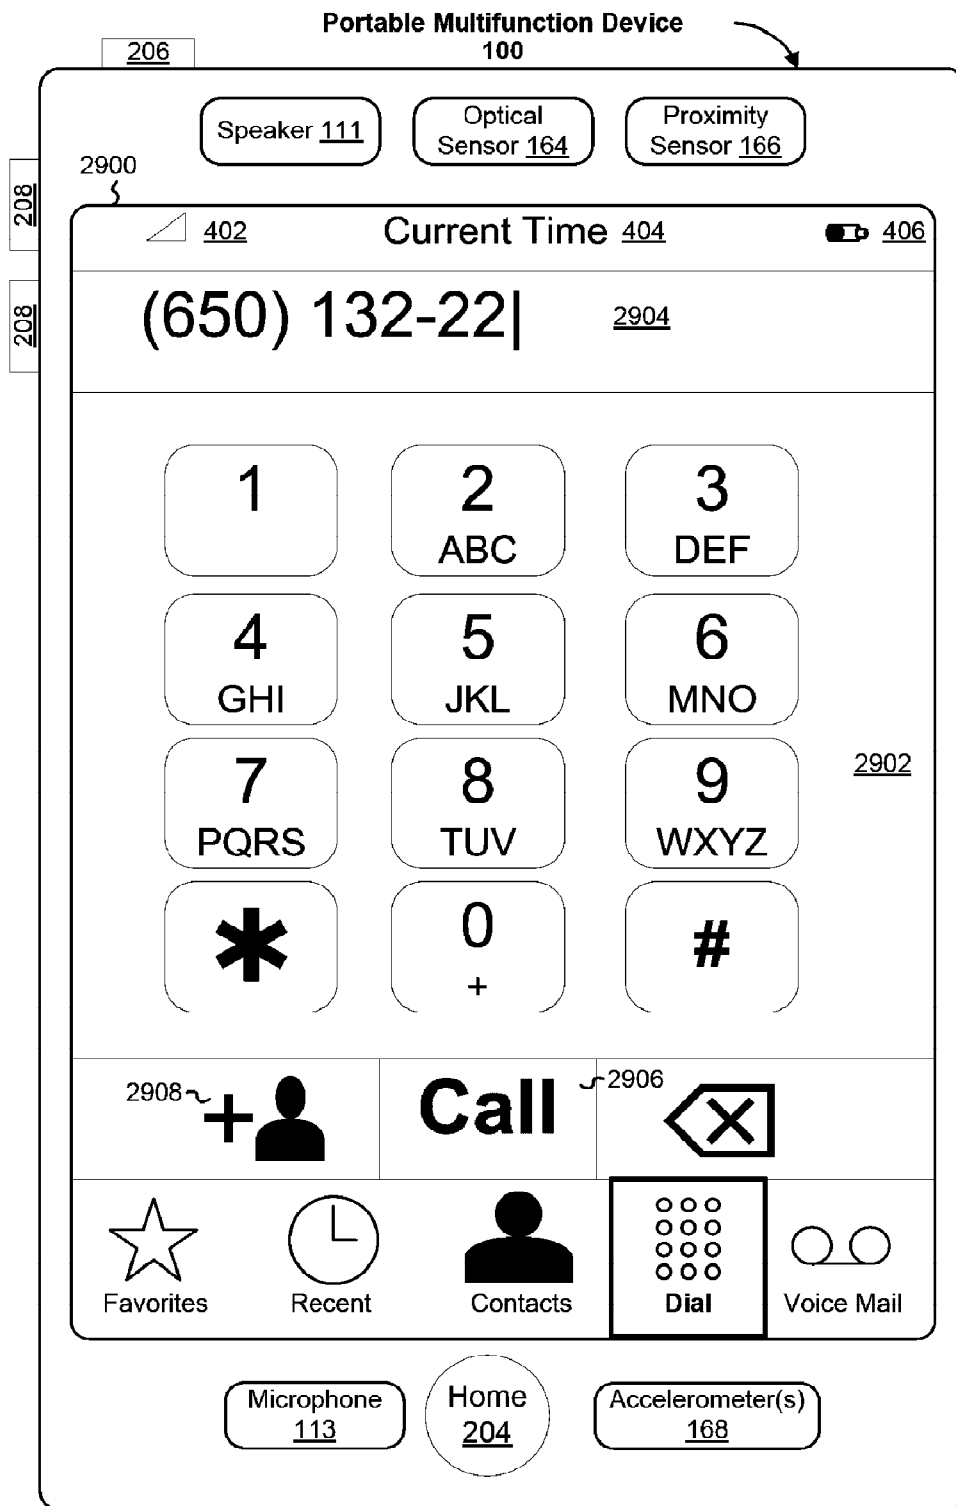 Portable Multifunction Device
100
206
Speaker 111
Optical Sensor 164
Proximity Sensor 166
2900
208
208
402
Current Time 404
406
(650) 132-22|
2904
1
2
ABC
3
DEF
4
GHI
5
JKL
6
MNO
7
PQRS
8
TUV
9
WXYZ
2902
*
0
+
#
2908
+
Call
2906
Favorites
Recent
Contacts
Dial
Voice Mail
Microphone
113
Home
204
Accelerometer(s)
168